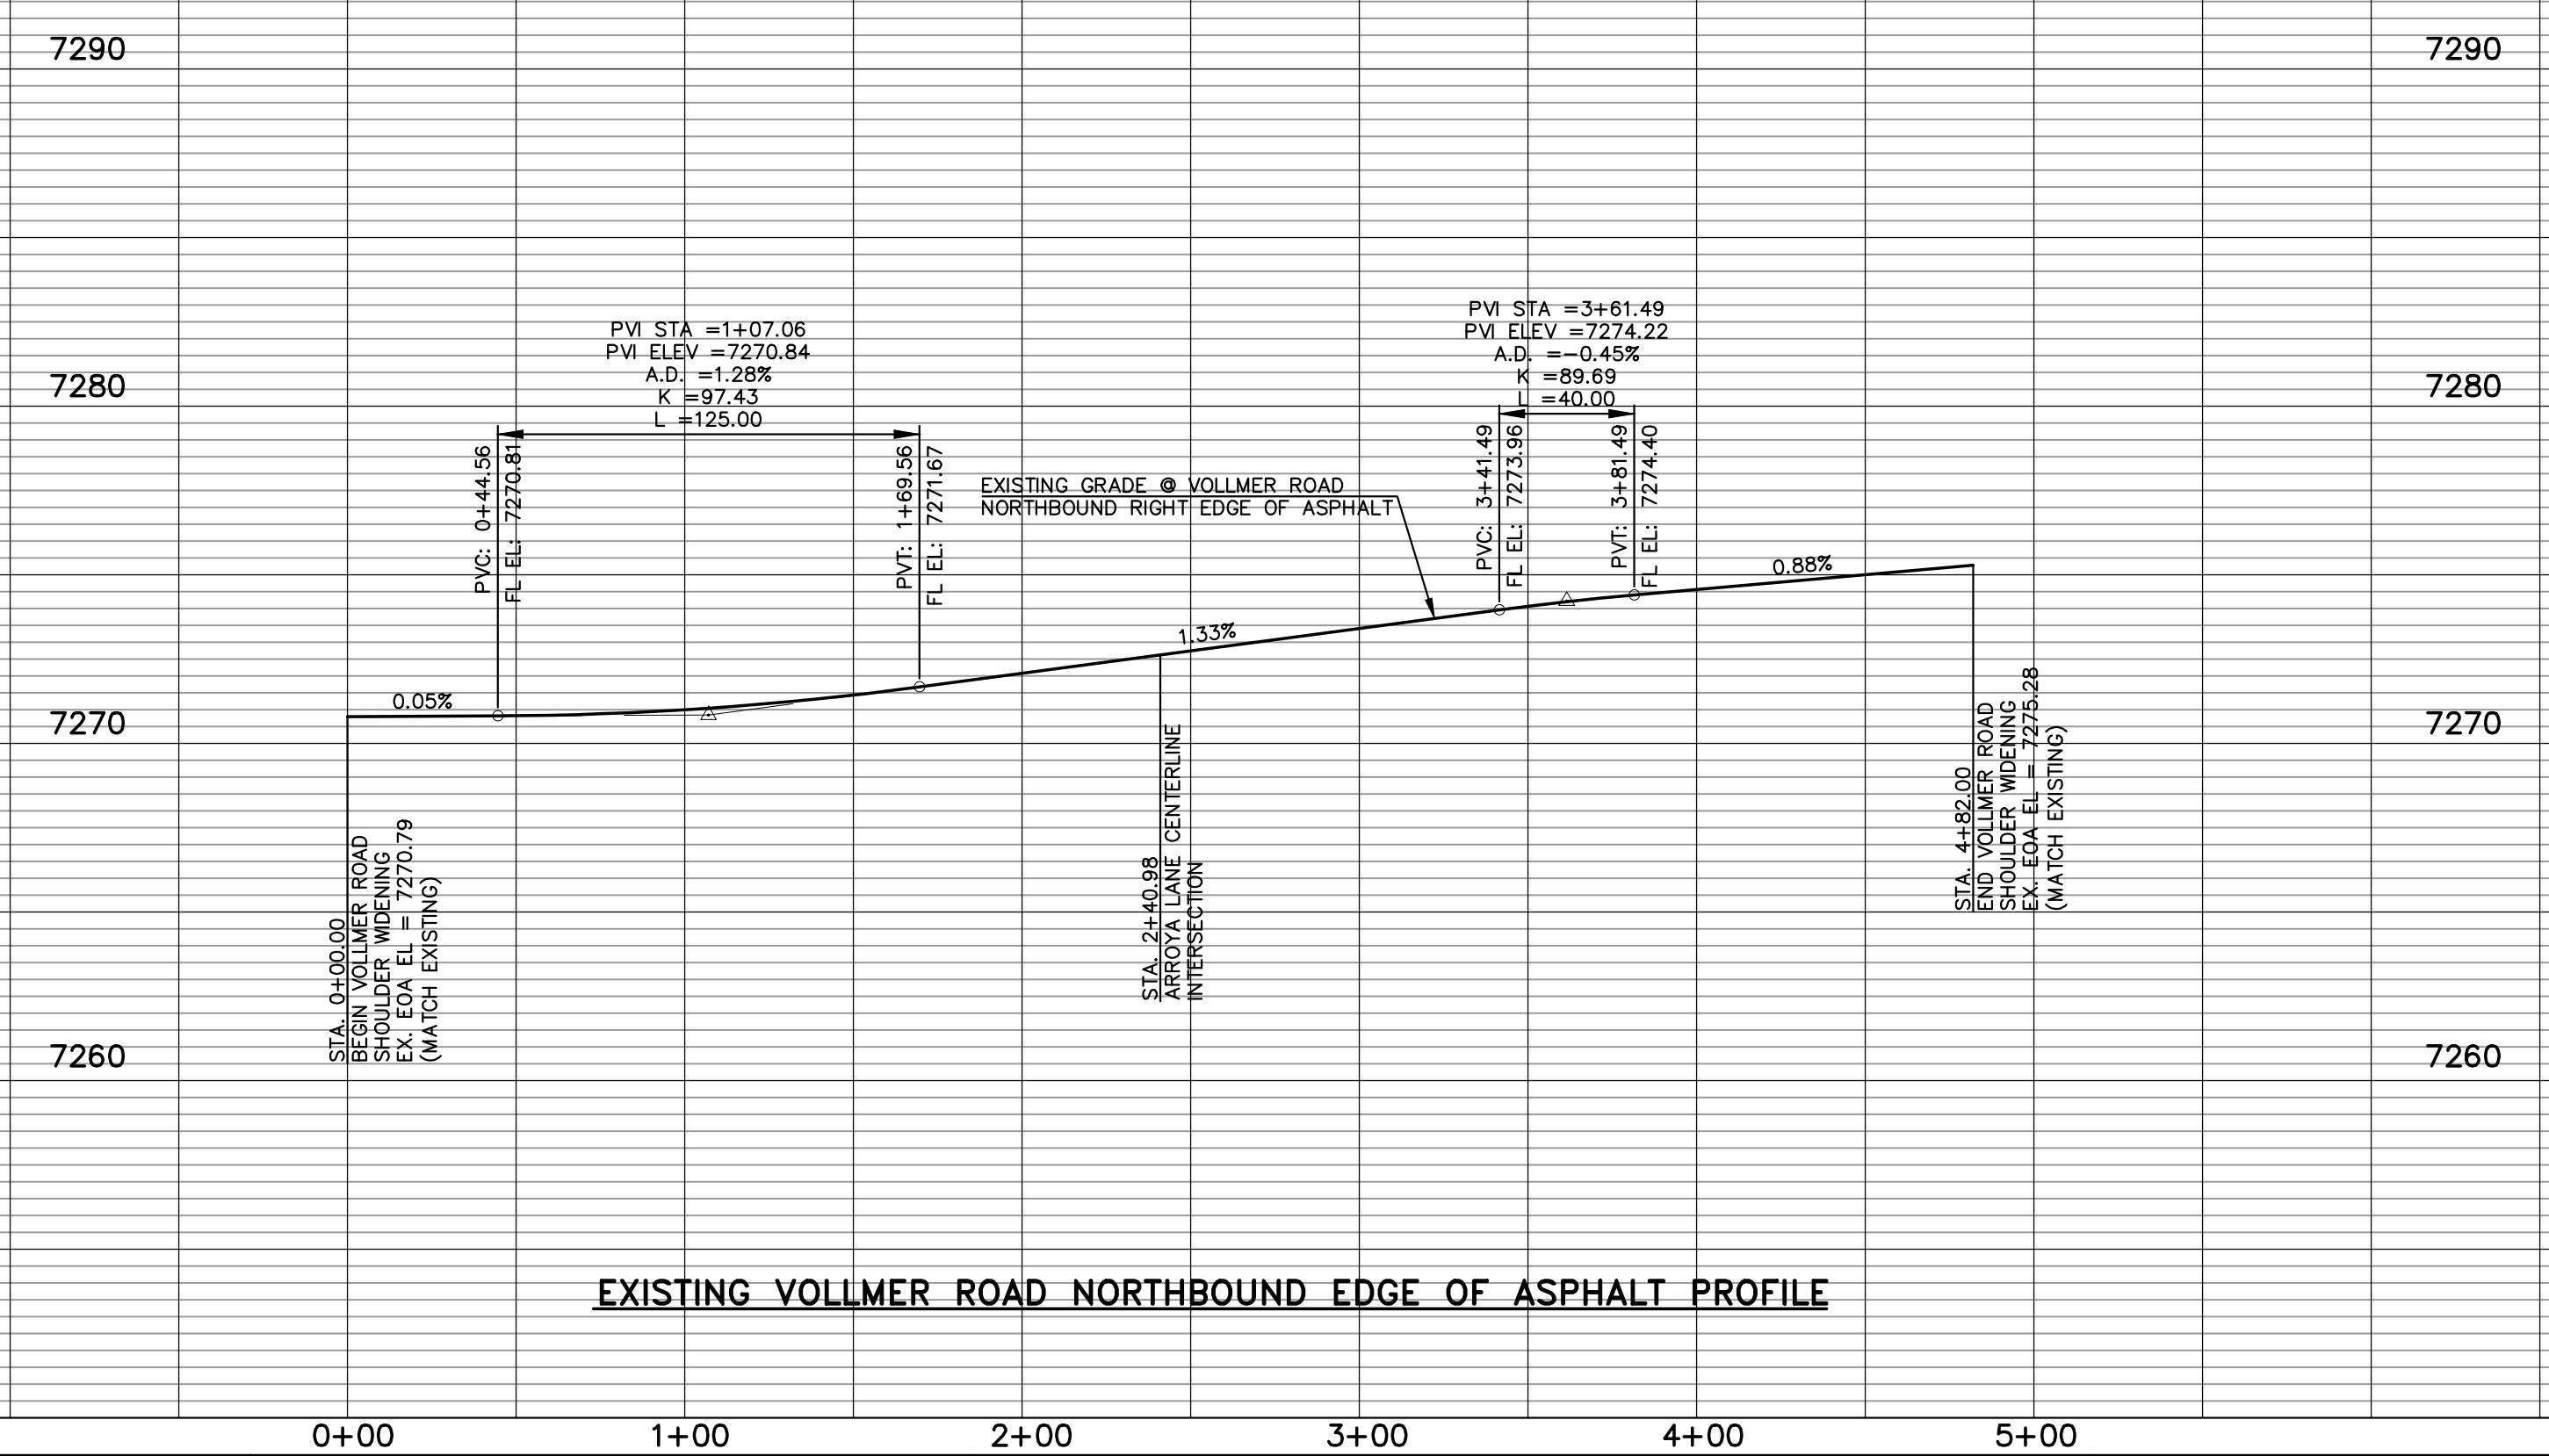 7290
7290
PVI STA =3+61.49
PVI ELEV =7274.22
A.D. =-0.45%
K =89.69
L =40.00
PVI STA =1+07.06
PVI ELEV =7270.84
A.D. =1.28%
K =97.43
L =125.00
7280
7280
PVC: 0+44.56
FL EL: 7270.81
PVT: 1+69.56
FL EL: 7271.67
EXISTING GRADE @ VOLLMER ROAD
NORTHBOUND RIGHT EDGE OF ASPHALT
PVC: 3+41.49
FL EL: 7273.96
PVT: 3+81.49
FL EL: 7274.40
0.05%
1.33%
0.88%
7270
7270
STA. 0+00.00
BEGIN VOLLMER ROAD
SHOULDER WIDENING
EX. EOA EL = 7270.79
(MATCH EXISTING)
STA. 2+40.98
ARROYA LANE CENTERLINE
INTERSECTION
STA. 4+82.00
END VOLLMER ROAD
SHOULDER WIDENING
EX. EOA EL = 7275.28
(MATCH EXISTING)
7260
7260
EXISTING VOLLMER ROAD NORTHBOUND EDGE OF ASPHALT PROFILE
0+00
1+00
2+00
3+00
4+00
5+00